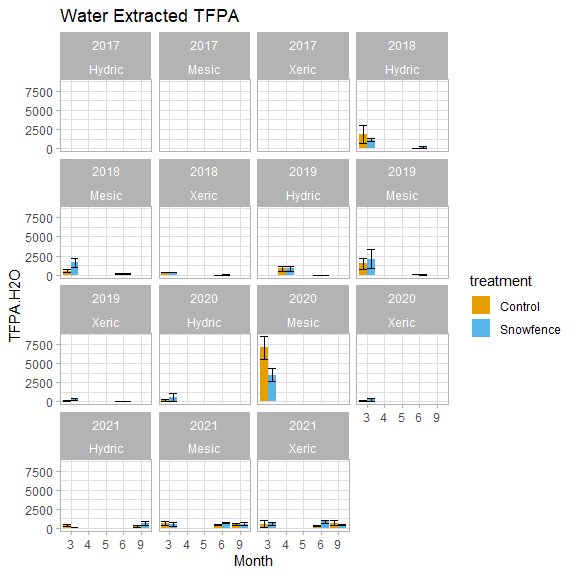 Water Extracted TFPA
2017 2017 2017 2018
Hydric Mesic Xeric Hydric
7500
5000
2500
0
2018 2018 2019 2019
Mesic Xeric Hydric Mesic
7500
5000
2500
0
TFPA.H2O
treatment
Control
Snowfence
2019 2020 2020 2020
Xeric Hydric Mesic Xeric
7500
5000
2500
0
3 4 5 6 9
2021 2021 2021
Hydric Mesic Xeric
7500
5000
2500
0
3 4 5 6 9 3 4 5 6 9 3 4 5 6 9
Month